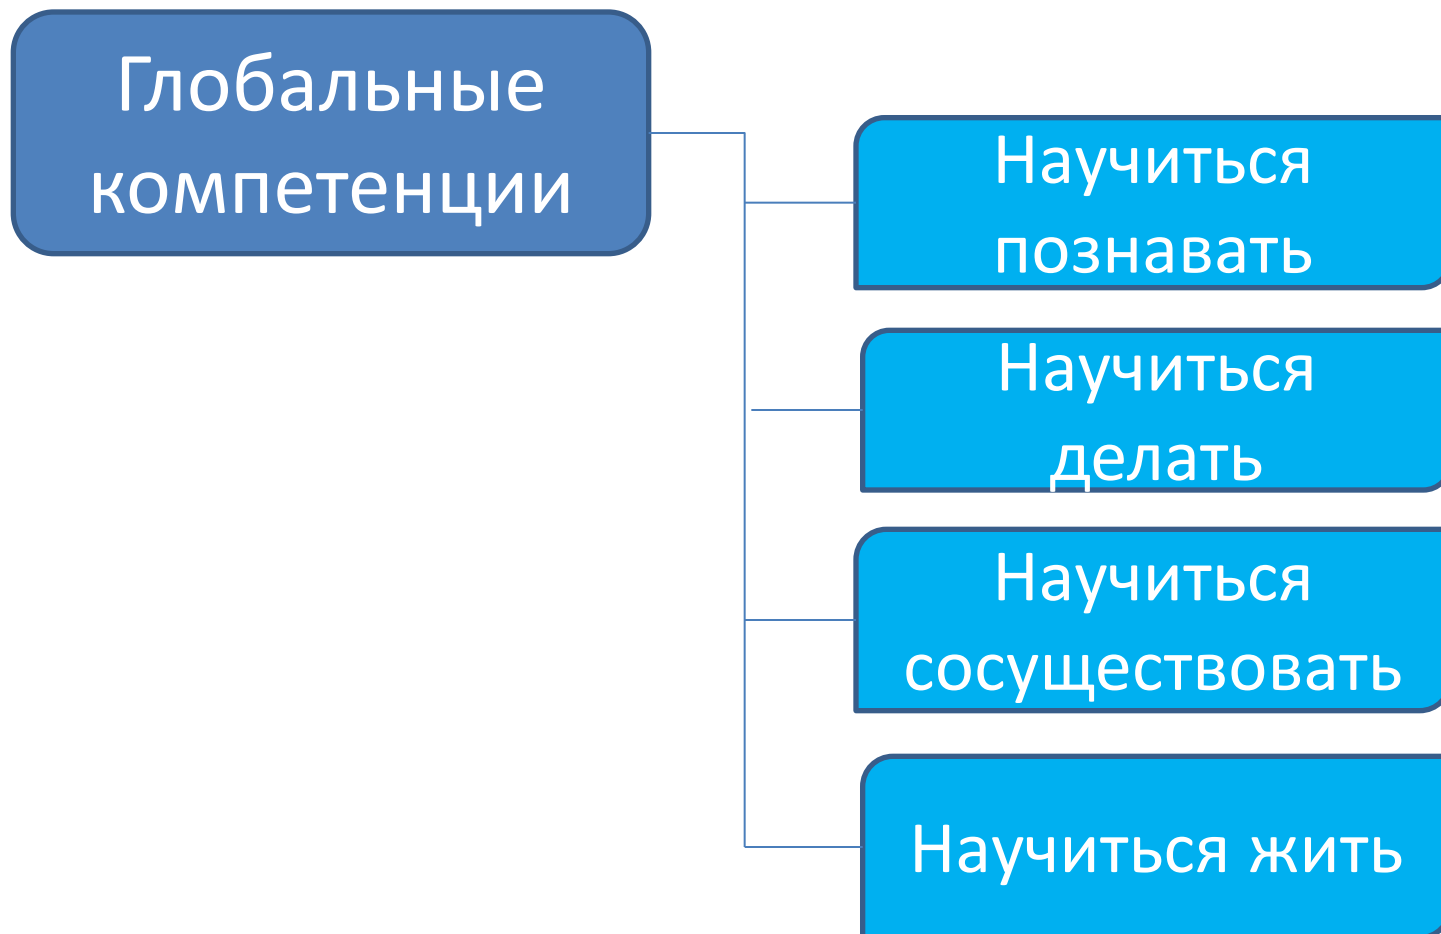 Глобальные
компетенции
Научиться
познавать
Научиться
делать
Научиться
сосуществовать
Научиться жить